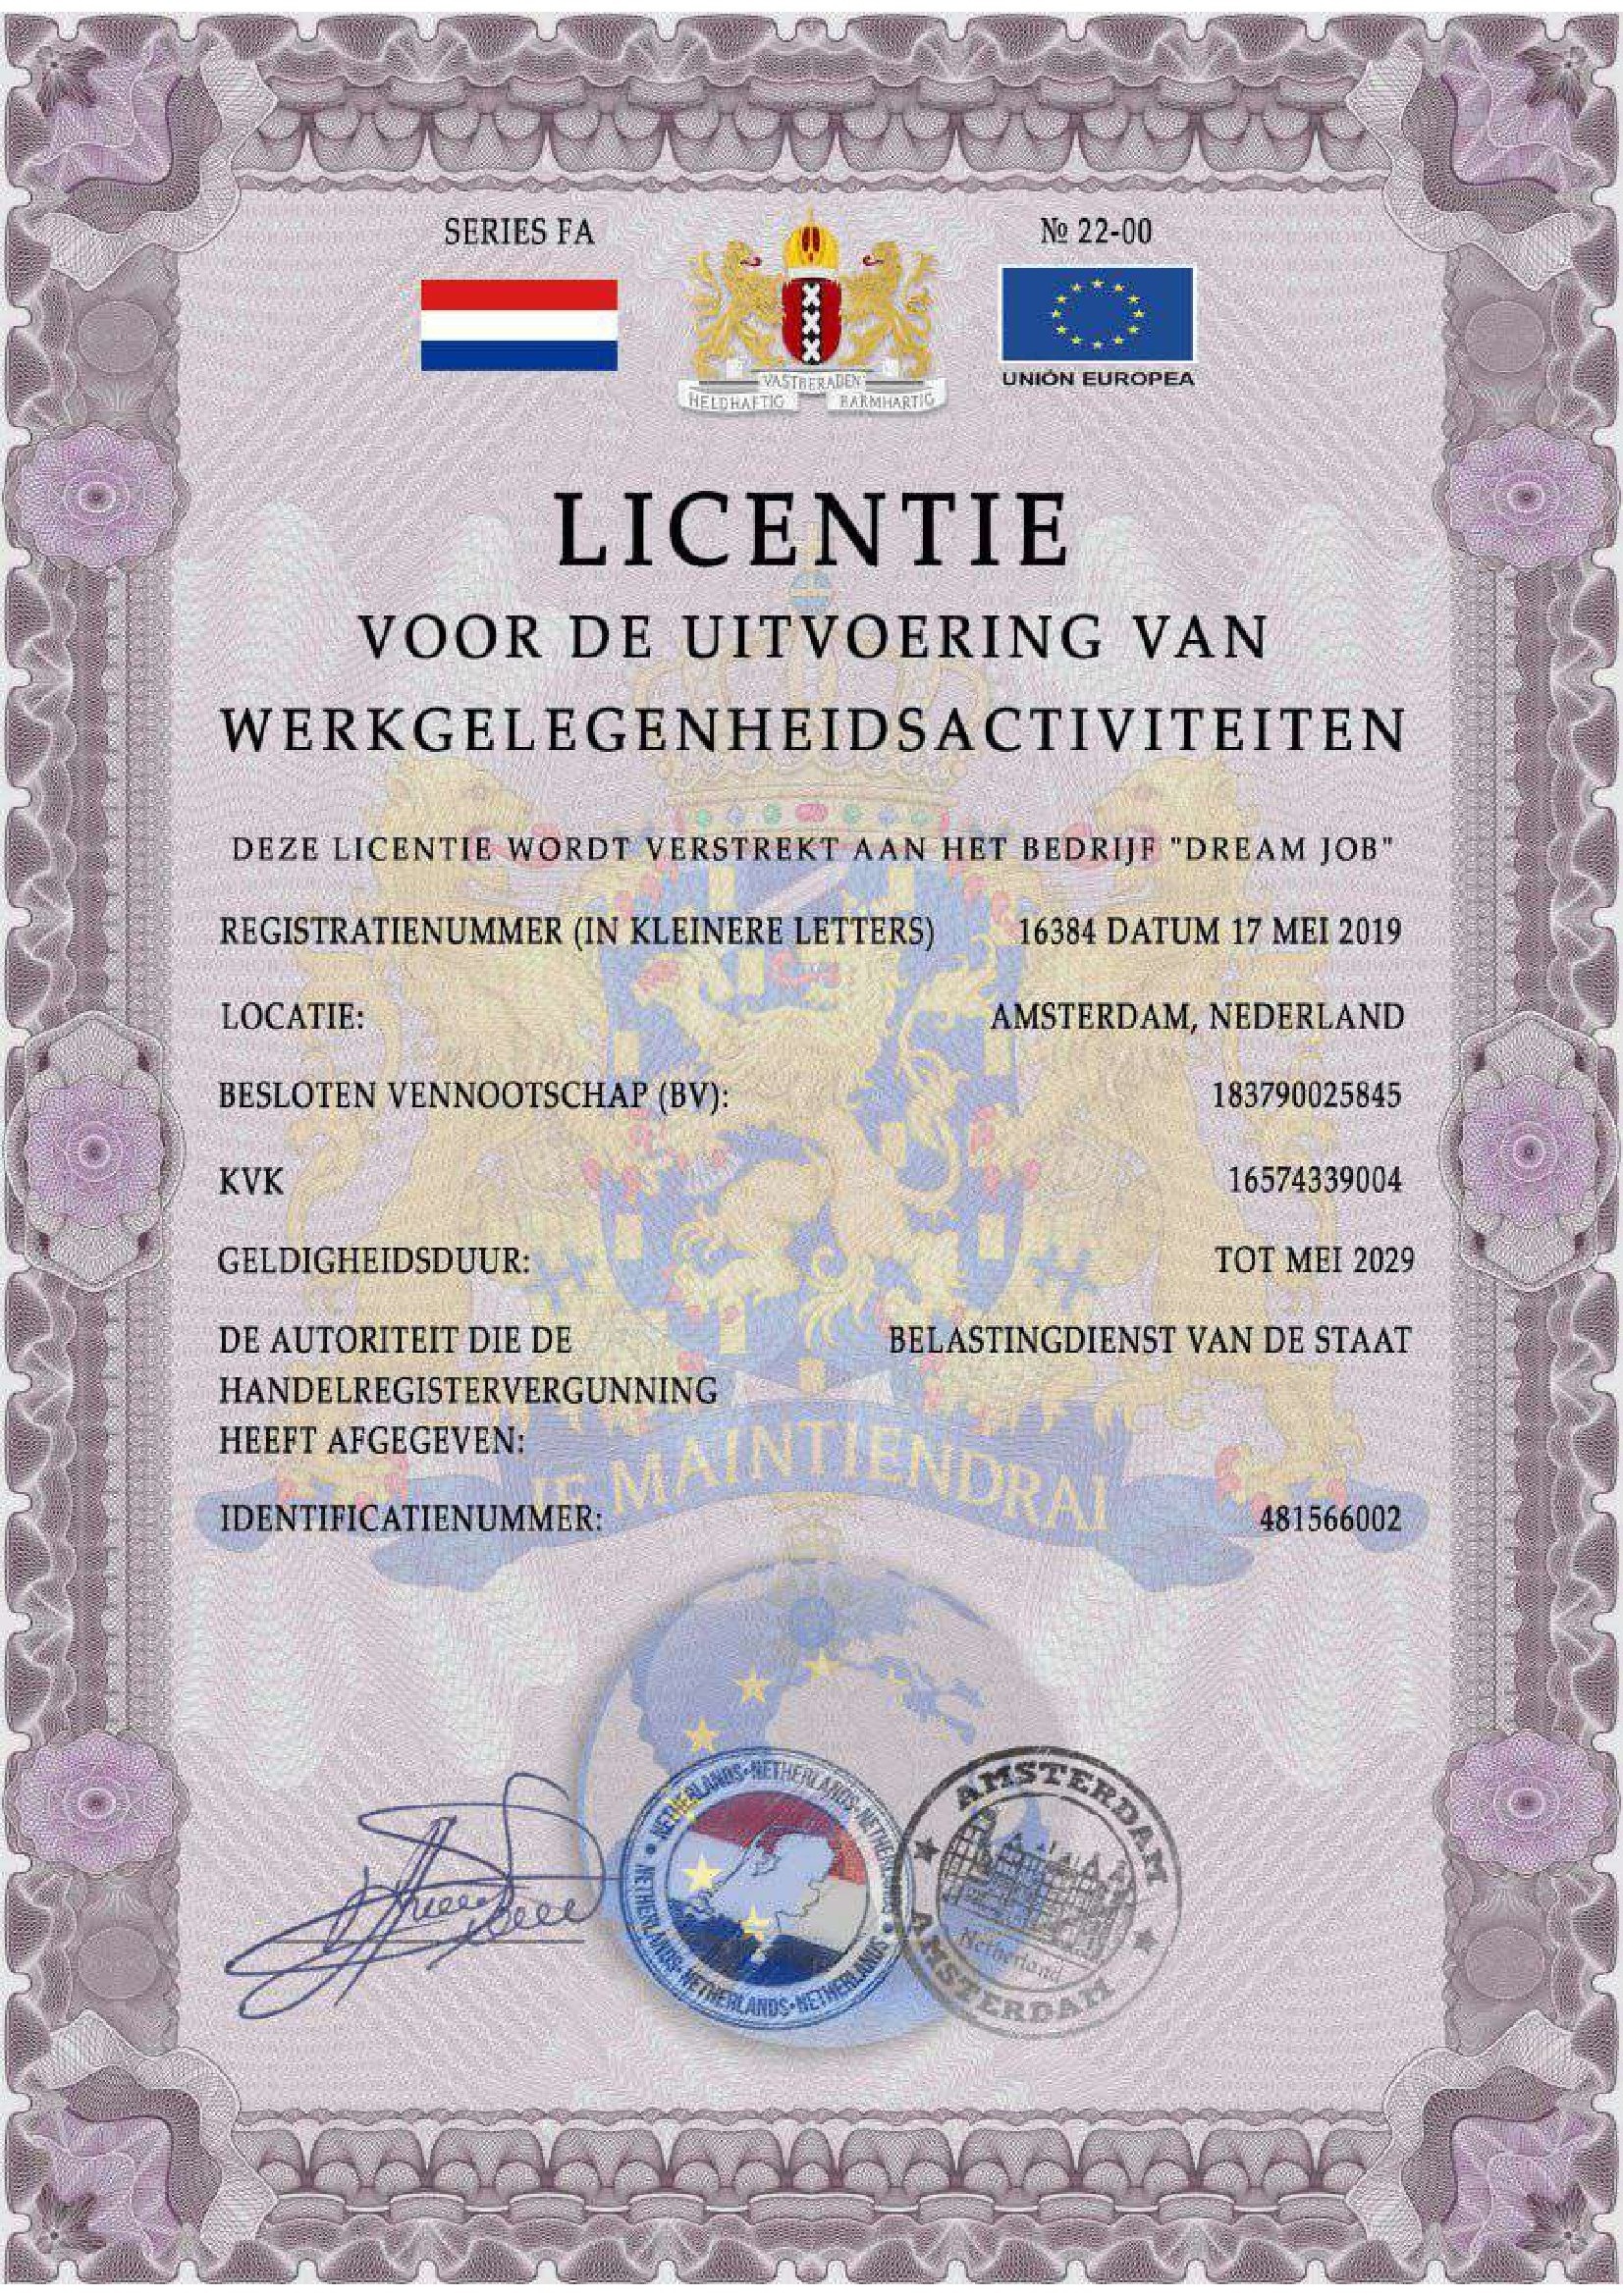 SERIES FA
№ 22-00
VASTBERADEN
HELDHAFTIG BARMHARTIG
UNIÓN EUROPEA
LICENTIE
VOOR DE UITVOERING VAN
WERKGELEGENHEIDSACTIVITEITEN
DEZE LICENTIE WORDT VERSTREKT AAN HET BEDRIJF "DREAM JOB"
REGISTRATIENUMMER (IN KLEINERE LETTERS) 16384 DATUM 17 MEI 2019
LOCATIE: AMSTERDAM, NEDERLAND
BESLOTEN VENNOOTSCHAP (BV): 183790025845
KVK 16574339004
GELDIGHEIDSDUUR: TOT MEI 2029
DE AUTORITEIT DIE DE BELASTINGDIENST VAN DE STAAT
HANDELREGISTERVERGUNNING
HEEFT AFGEGEVEN:
JE MAINTIENDRAI
IDENTIFICATIENUMMER: 481566002
NETHERLANDS•NETHERLANDS•NETHERLANDS
NETHERLANDS•NETHERLANDS•NETHERLANDS
AMSTERDAM
Netherland
AMSTERDAM